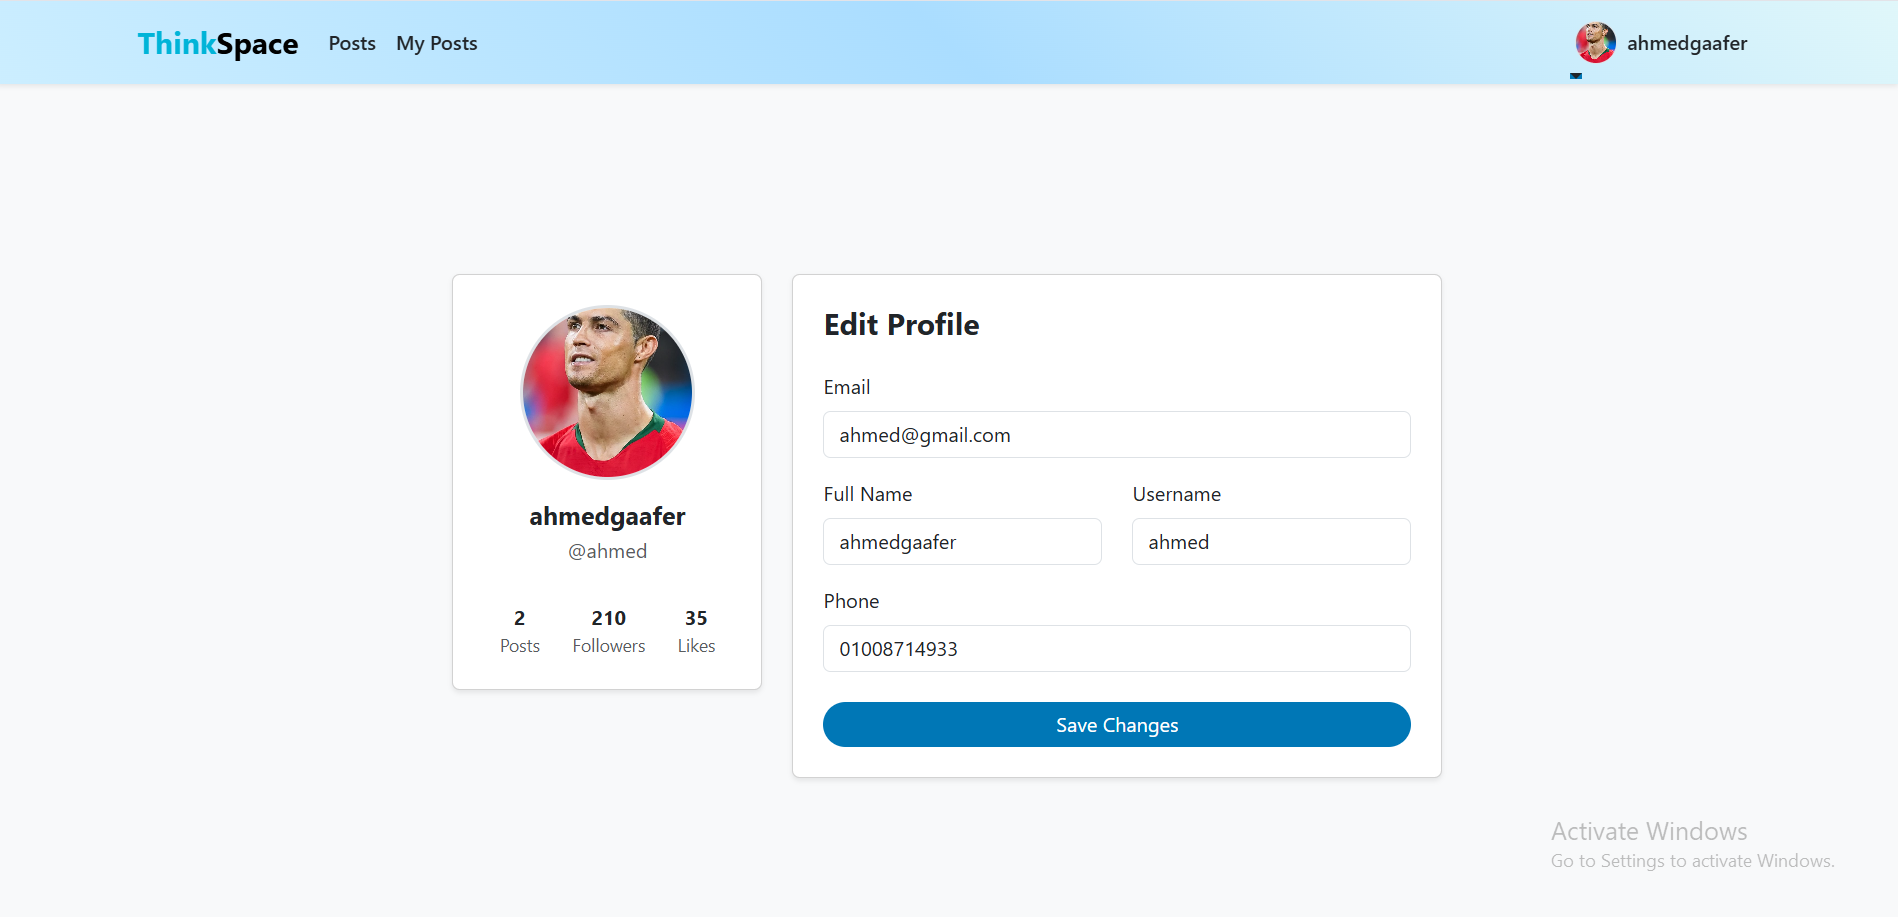 ThinkSpace Posts My Posts ahmedgaafer
ahmedgaafer
@ahmed
2 210 35
Posts Followers Likes
Edit Profile
Email
ahmed@gmail.com
Full Name Username
ahmedgaafer ahmed
Phone
01008714933
Save Changes
Activate Windows
Go to Settings to activate Windows.